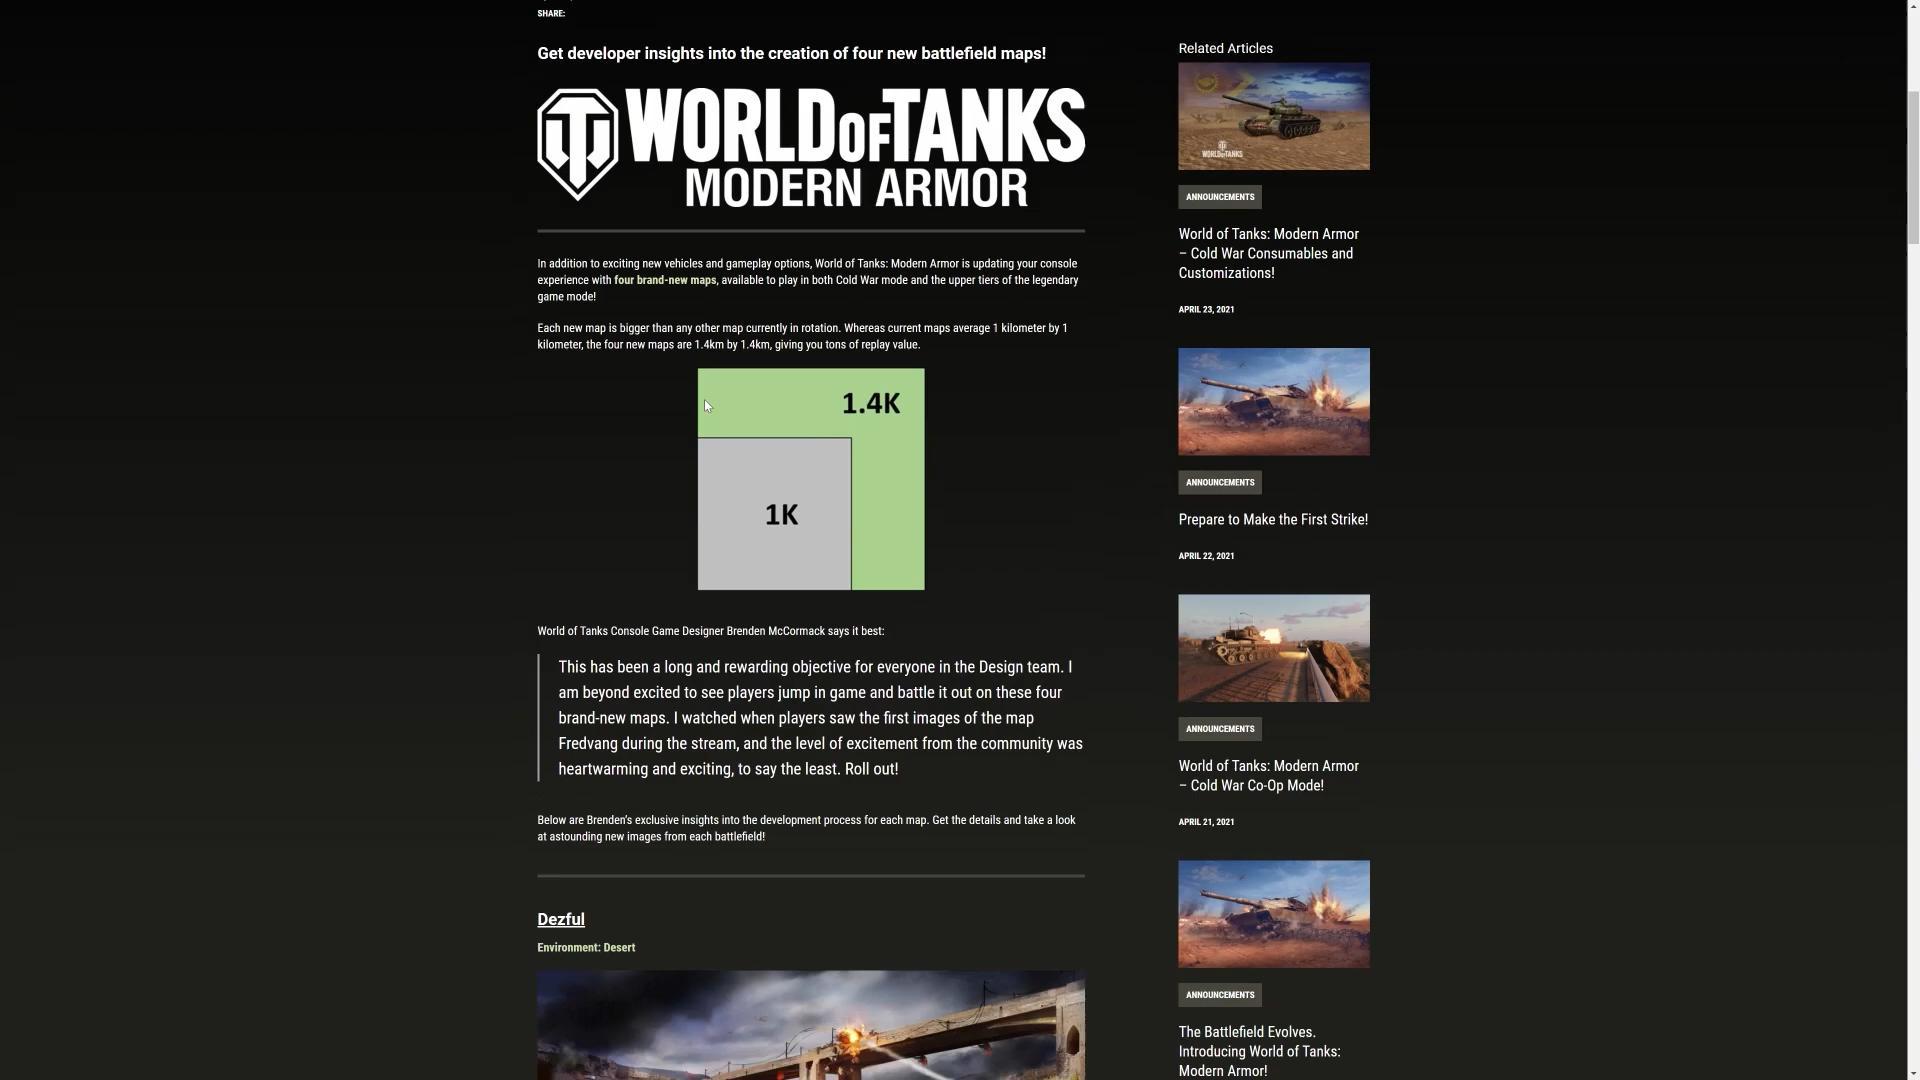 SHARE:
Get developer insights into the creation of four new battlefield maps!
WORLD OF TANKS
MODERN ARMOR
In addition to exciting new vehicles and gameplay options, World of Tanks: Modern Armor is updating your console
experience with four brand-new maps, available to play in both Cold War mode and the upper tiers of the legendary
game mode!
Each new map is bigger than any other map currently in rotation. Whereas current maps average 1 kilometer by 1
kilometer, the four new maps are 1.4km by 1.4km, giving you tons of replay value.
1.4K
1K
World of Tanks Console Game Designer Brenden McCormack says it best:
This has been a long and rewarding objective for everyone in the Design team. I
am beyond excited to see players jump in game and battle it out on these four
brand-new maps. I watched when players saw the first images of the map
Fredvang during the stream, and the level of excitement from the community was
heartwarming and exciting, to say the least. Roll out!
Below are Brenden’s exclusive insights into the development process for each map. Get the details and take a look
at astounding new images from each battlefield!
Dezful
Environment: Desert
Related Articles
WORLD OF TANKS
ANNOUNCEMENTS
World of Tanks: Modern Armor
– Cold War Consumables and
Customizations!
APRIL 23, 2021
ANNOUNCEMENTS
Prepare to Make the First Strike!
APRIL 22, 2021
ANNOUNCEMENTS
World of Tanks: Modern Armor
– Cold War Co-Op Mode!
APRIL 21, 2021
ANNOUNCEMENTS
The Battlefield Evolves.
Introducing World of Tanks:
Modern Armor!